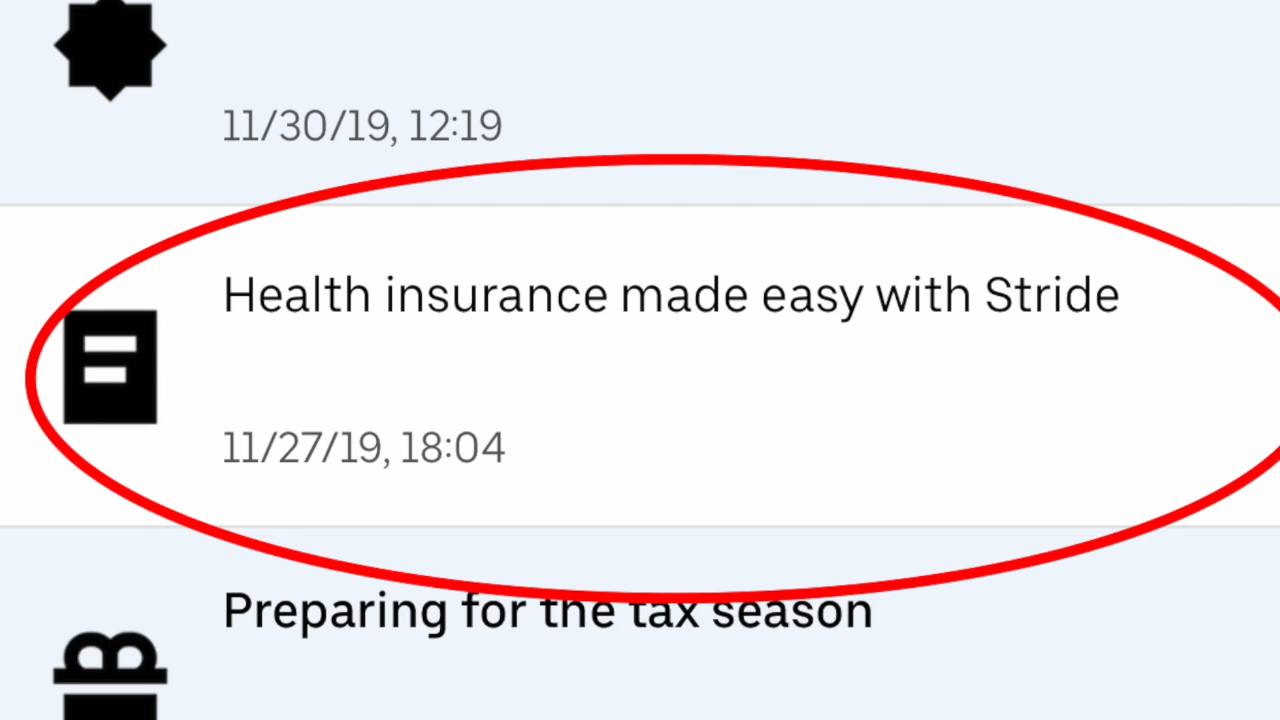 11/30/19, 12:19
Health insurance made easy with Stride
11/27/19, 18:04
Preparing for the tax season